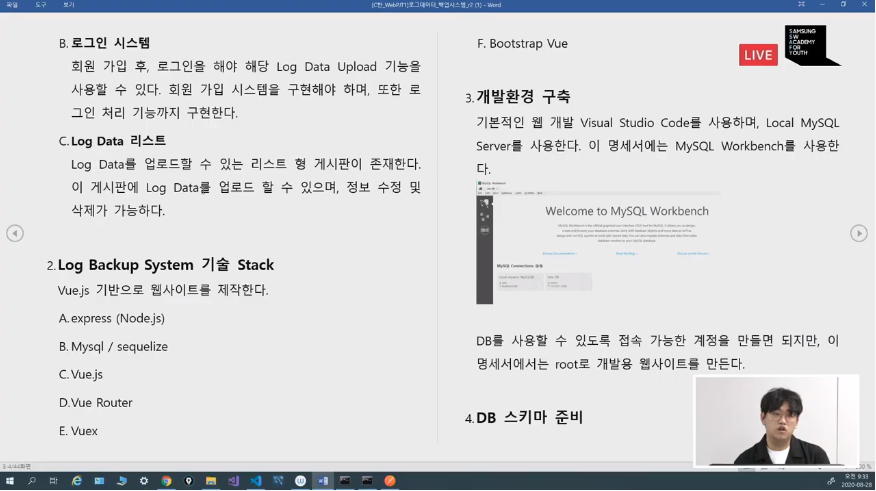 파일 도구 보기 [C반_WebPJT1]로그데이터_백업시스템_r2 (1) - Word
B. 로그인 시스템
회원 가입 후, 로그인을 해야 해당 Log Data Upload 기능을
사용할 수 있다. 회원 가입 시스템을 구현해야 하며, 또한 로
그인 처리 기능까지 구현한다.
C. Log Data 리스트
Log Data를 업로드할 수 있는 리스트 형 게시판이 존재한다.
이 게시판에 Log Data를 업로드 할 수 있으며, 정보 수정 및
삭제가 가능하다.
2. Log Backup System 기술 Stack
Vue.js 기반으로 웹사이트를 제작한다.
A. express (Node.js)
B. Mysql / sequelize
C. Vue.js
D. Vue Router
E. Vuex
F. Bootstrap Vue
LIVE
SAMSUNG
SW
ACADEMY
FOR
YOUTH
3. 개발환경 구축
기본적인 웹 개발 Visual Studio Code를 사용하며, Local MySQL
Server를 사용한다. 이 명세서에는 MySQL Workbench를 사용한
다.
Welcome to MySQL Workbench
MySQL Connections
DB를 사용할 수 있도록 접속 가능한 계정을 만들면 되지만, 이
명세서에서는 root로 개발용 웹사이트를 만든다.
4. DB 스키마 준비
오전 9:33
2020-08-28